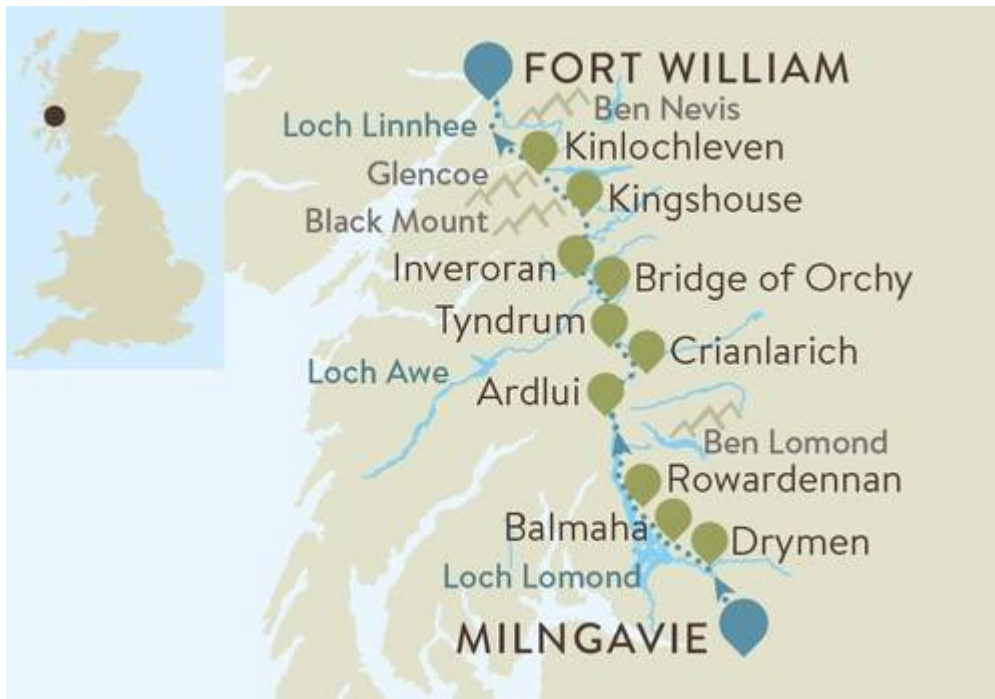 FORT WILLIAM
Ben Nevis
Loch Linnhee
Kinlochleven
Glencoe
Kingshouse
Black Mount
Inveroran
Bridge of Orchy
Tyndrum
Crianlarich
Loch Awe
Ardlui
Ben Lomond
Rowardennan
Balmaha
Drymen
Loch Lomond
MILNGAVIE